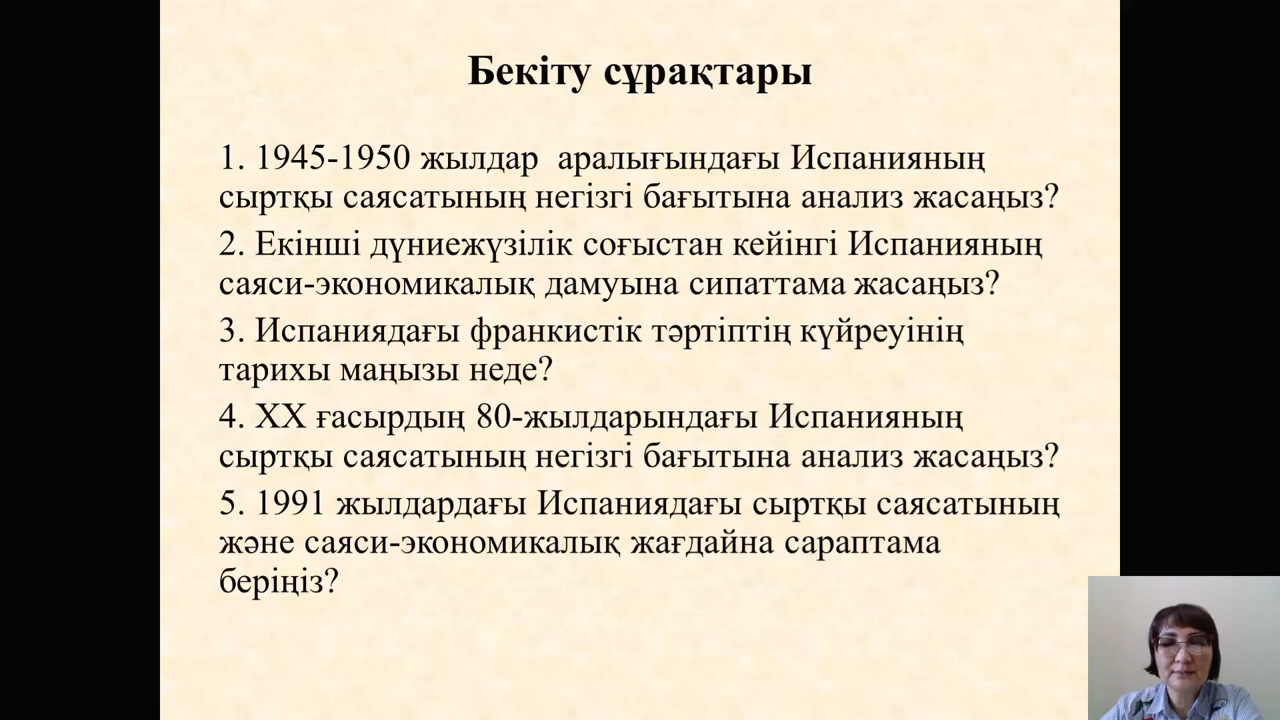 Бекіту сұрақтары
1. 1945-1950 жылдар аралығындағы Испанияның
сыртқы саясатының негізгі бағытына анализ жасаңыз?
2. Екінші дүниежүзілік соғыстан кейінгі Испанияның
саяси-экономикалық дамуына сипаттама жасаңыз?
3. Испаниядағы франкистік тәртіптің күйреуінің
тарихы маңызы неде?
4. ХХ ғасырдың 80-жылдарындағы Испанияның
сыртқы саясатының негізгі бағытына анализ жасаңыз?
5. 1991 жылдардағы Испаниядағы сыртқы саясатының
және саяси-экономикалық жағдайна сараптама
беріңіз?